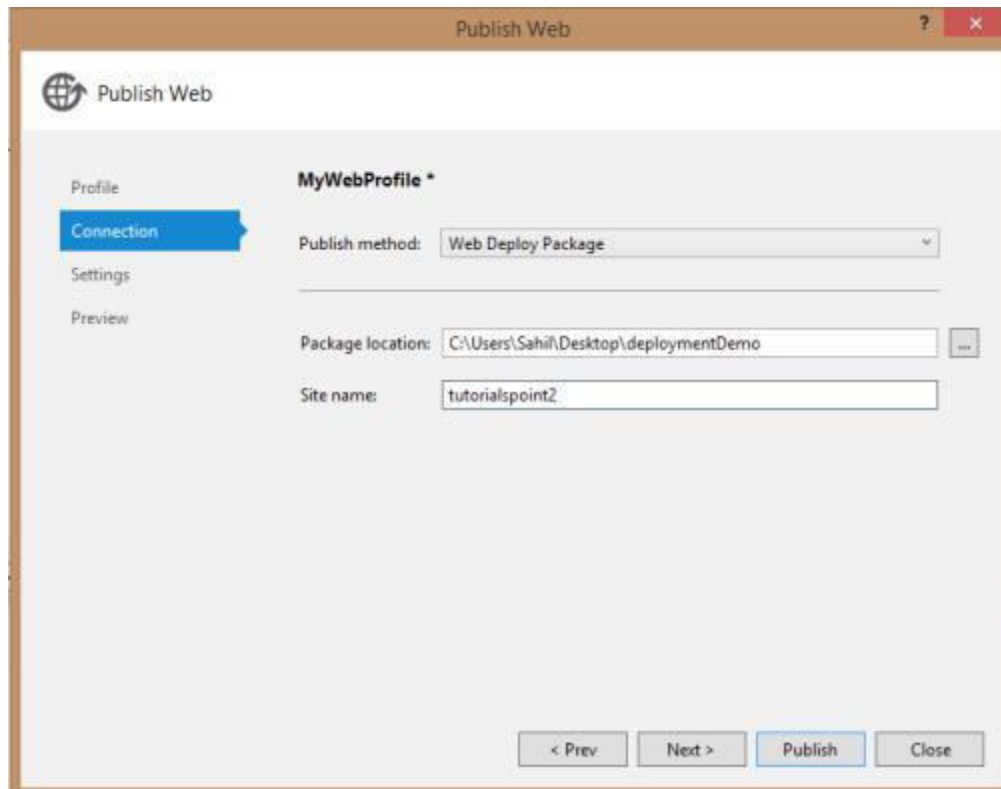 Publish Web
?
Publish Web
Profile
Connection
Settings
Preview
MyWebProfile *
Publish method: Web Deploy Package
Package location: C:\Users\Sahil\Desktop\deploymentDemo ...
Site name: tutorialspoint2
< Prev Next > Publish Close